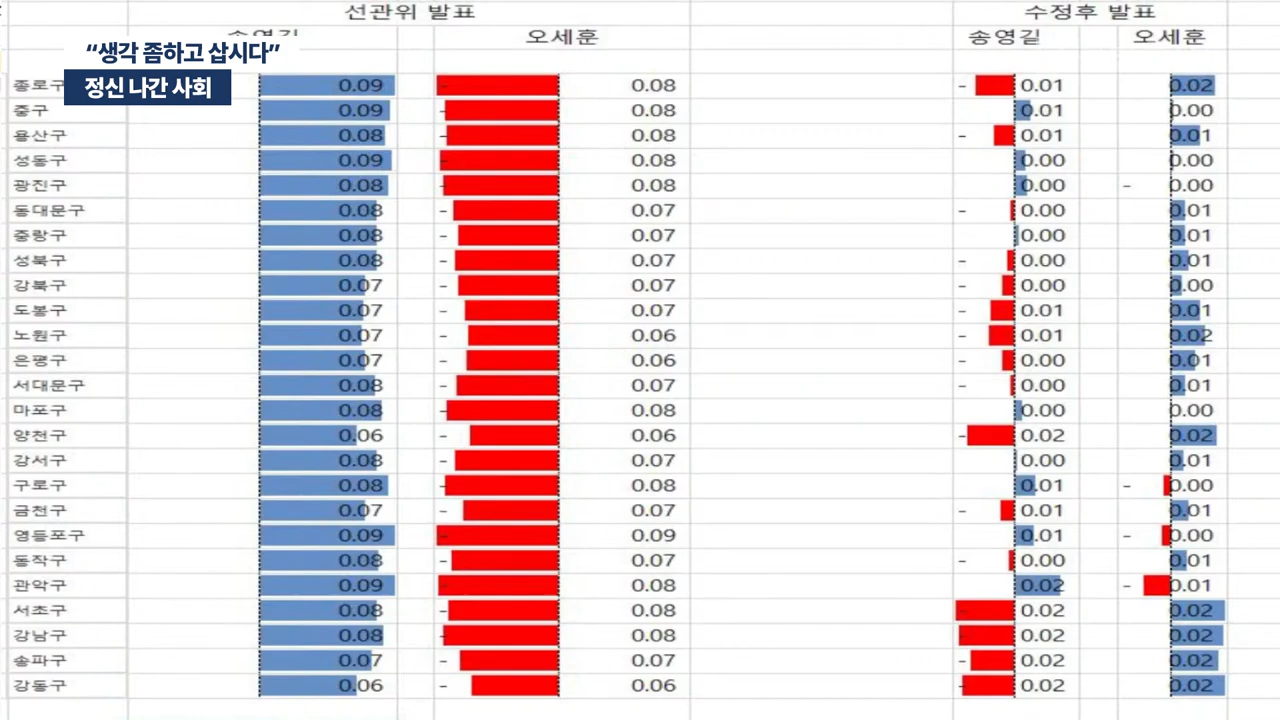 선관위 발표 수정후 발표
송영길 오세훈 송영길 오세훈
“생각 좀하고 삽시다”
정신 나간 사회
종로구 0.09 - 0.08 - 0.01 0.02
중구 0.09 - 0.08 0.01 0.00
용산구 0.08 - 0.08 - 0.01 0.01
성동구 0.09 - 0.08 0.00 0.00
광진구 0.08 - 0.08 0.00 - 0.00
동대문구 0.08 - 0.07 - 0.00 0.01
중랑구 0.08 - 0.07 0.00 0.01
성북구 0.08 - 0.07 - 0.00 0.01
강북구 0.07 - 0.07 - 0.00 0.00
도봉구 0.07 - 0.07 - 0.01 0.01
노원구 0.07 - 0.06 - 0.01 0.02
은평구 0.07 - 0.06 - 0.00 0.01
서대문구 0.08 - 0.07 - 0.00 0.01
마포구 0.08 - 0.08 0.00 0.00
양천구 0.06 - 0.06 - 0.02 0.02
강서구 0.08 - 0.07 0.00 0.01
구로구 0.08 - 0.08 0.01 - 0.00
금천구 0.07 - 0.07 - 0.01 0.01
영등포구 0.09 - 0.09 0.01 - 0.00
동작구 0.08 - 0.07 - 0.00 0.01
관악구 0.09 - 0.08 0.02 - 0.01
서초구 0.08 - 0.08 - 0.02 0.02
강남구 0.08 - 0.08 - 0.02 0.02
송파구 0.07 - 0.07 - 0.02 0.02
강동구 0.06 - 0.06 - 0.02 0.02